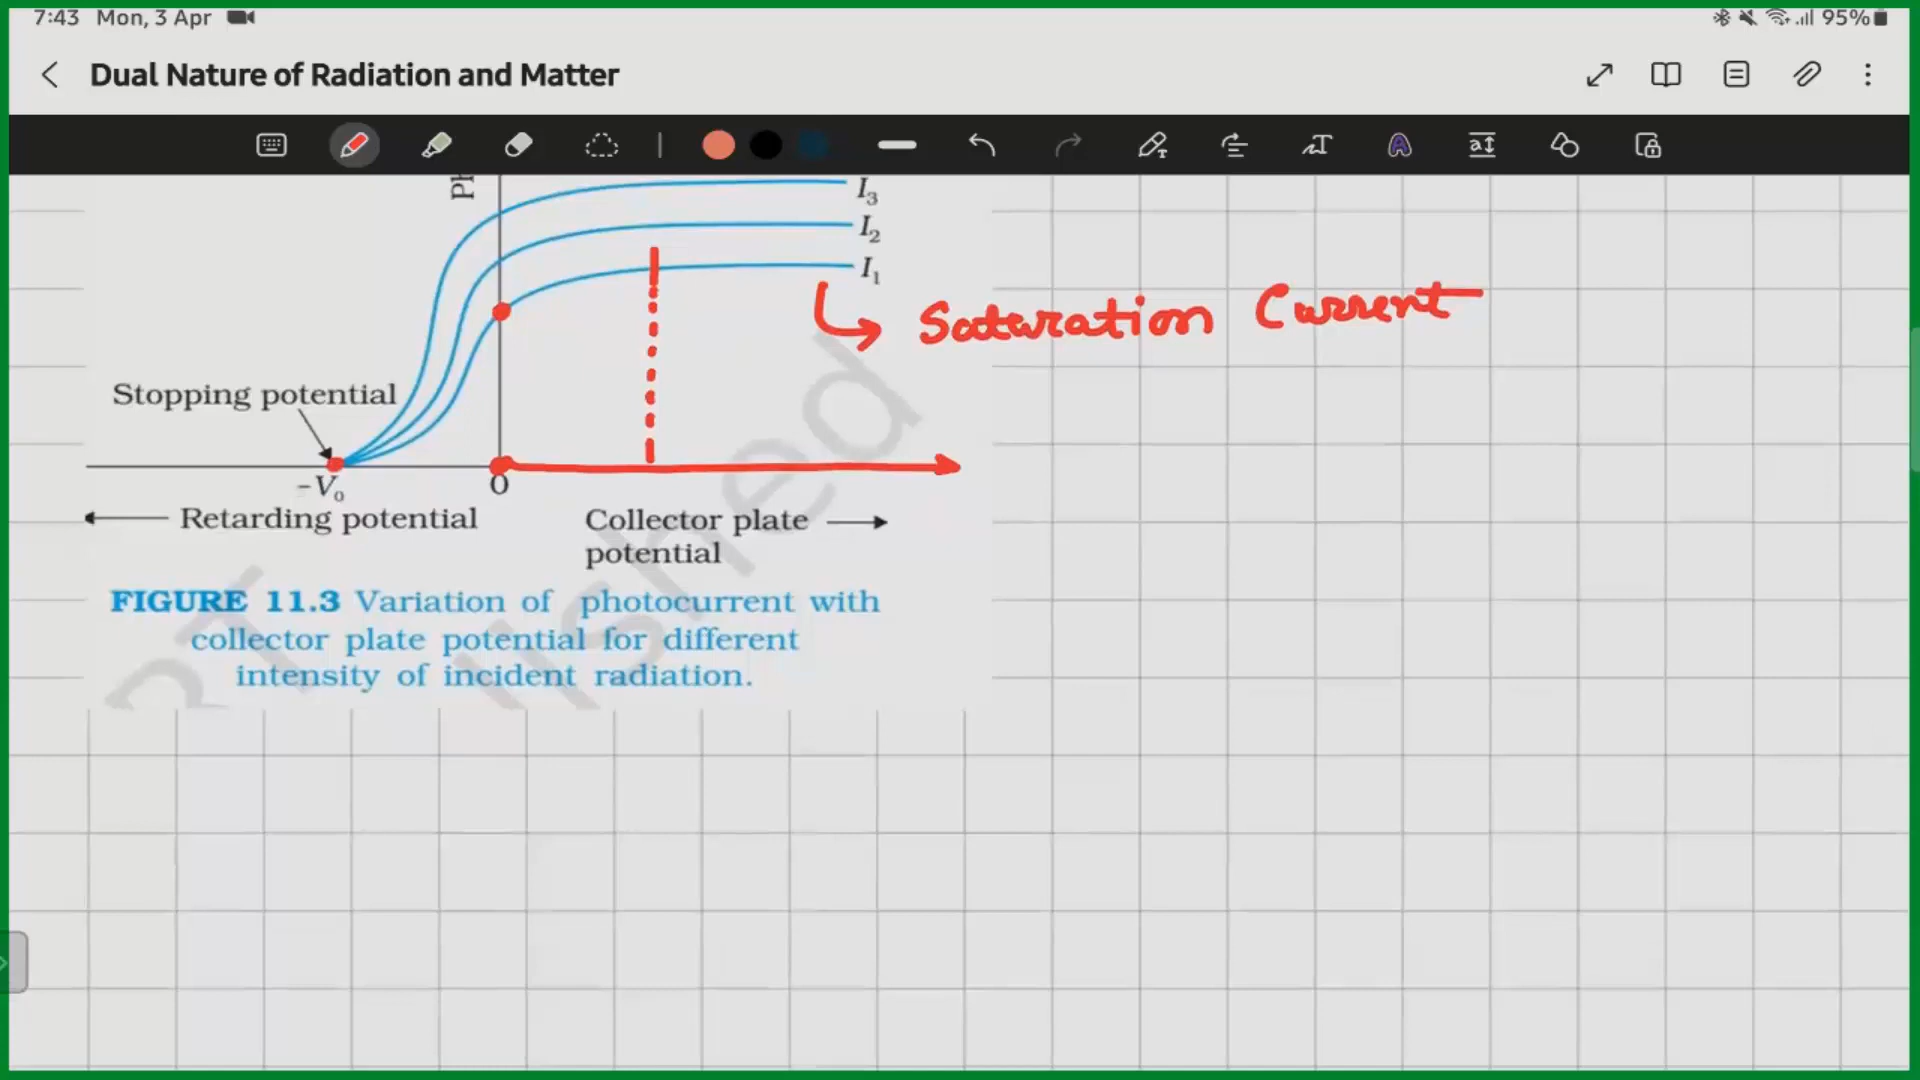 7:43 Mon, 3 Apr 95%
Dual Nature of Radiation and Matter
Ph
I3
I2
I1
Saturation Current
Stopping potential
-V0
0
Retarding potential
Collector plate
potential
FIGURE 11.3 Variation of photocurrent with
collector plate potential for different
intensity of incident radiation.